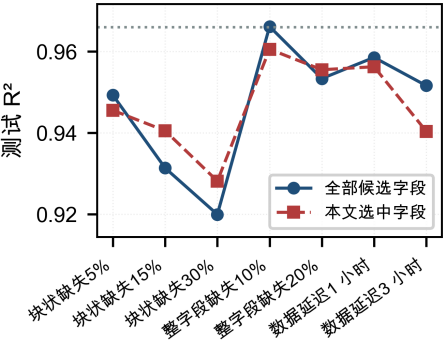 测试 R²
0.96
0.94
0.92
全部候选字段
本文选中字段
块状缺失5%
块状缺失15%
块状缺失30%
整字段缺失10%
整字段缺失20%
数据延迟1 小时
数据延迟3 小时